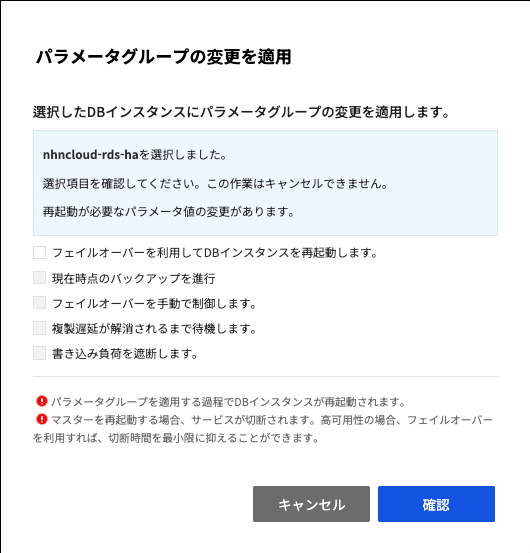 パラメータグループの変更を適用
選択したDBインスタンスにパラメータグループの変更を適用します。
nhncloud-rds-haを選択しました。
選択項目を確認してください。この作業はキャンセルできません。
再起動が必要なパラメータ値の変更があります。
フェイルオーバーを利用してDBインスタンスを再起動します。
現在時点のバックアップを進行
フェイルオーバーを手動で制御します。
複製遅延が解消されるまで待機します。
書き込み負荷を遮断します。
パラメータグループを適用する過程でDBインスタンスが再起動されます。
マスターを再起動する場合、サービスが切断されます。高可用性の場合、フェイルオーバー
を利用すれば、切断時間を最小限に抑えることができます。
キャンセル
確認